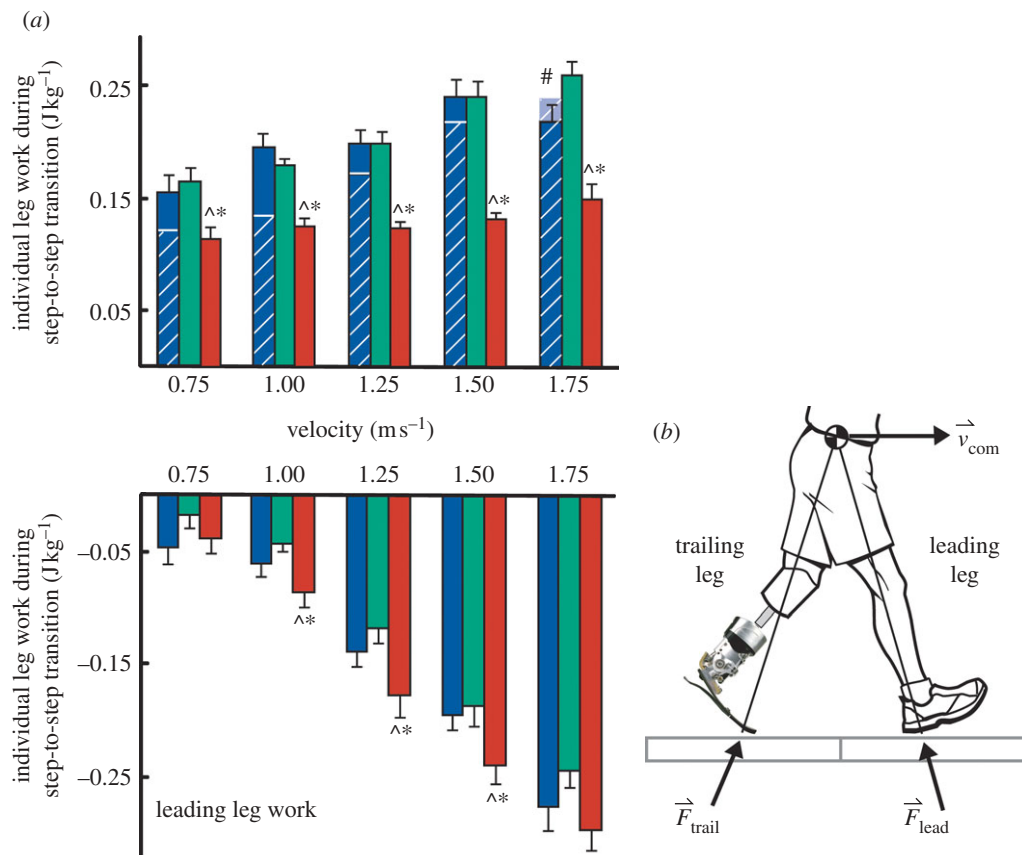 (a)
individual leg work during
step-to-step transition (J kg⁻¹)
0.25
0.15
0.05
#
^*
^*
^*
^*
^*
0.75 1.00 1.25 1.50 1.75
velocity (m s⁻¹)
individual leg work during
step-to-step transition (J kg⁻¹)
0.75 1.00 1.25 1.50 1.75
−0.05
−0.15
−0.25
^*
^*
^*
leading leg work
(b)
v⃗com
trailing
leg
leading
leg
F⃗trail
F⃗lead